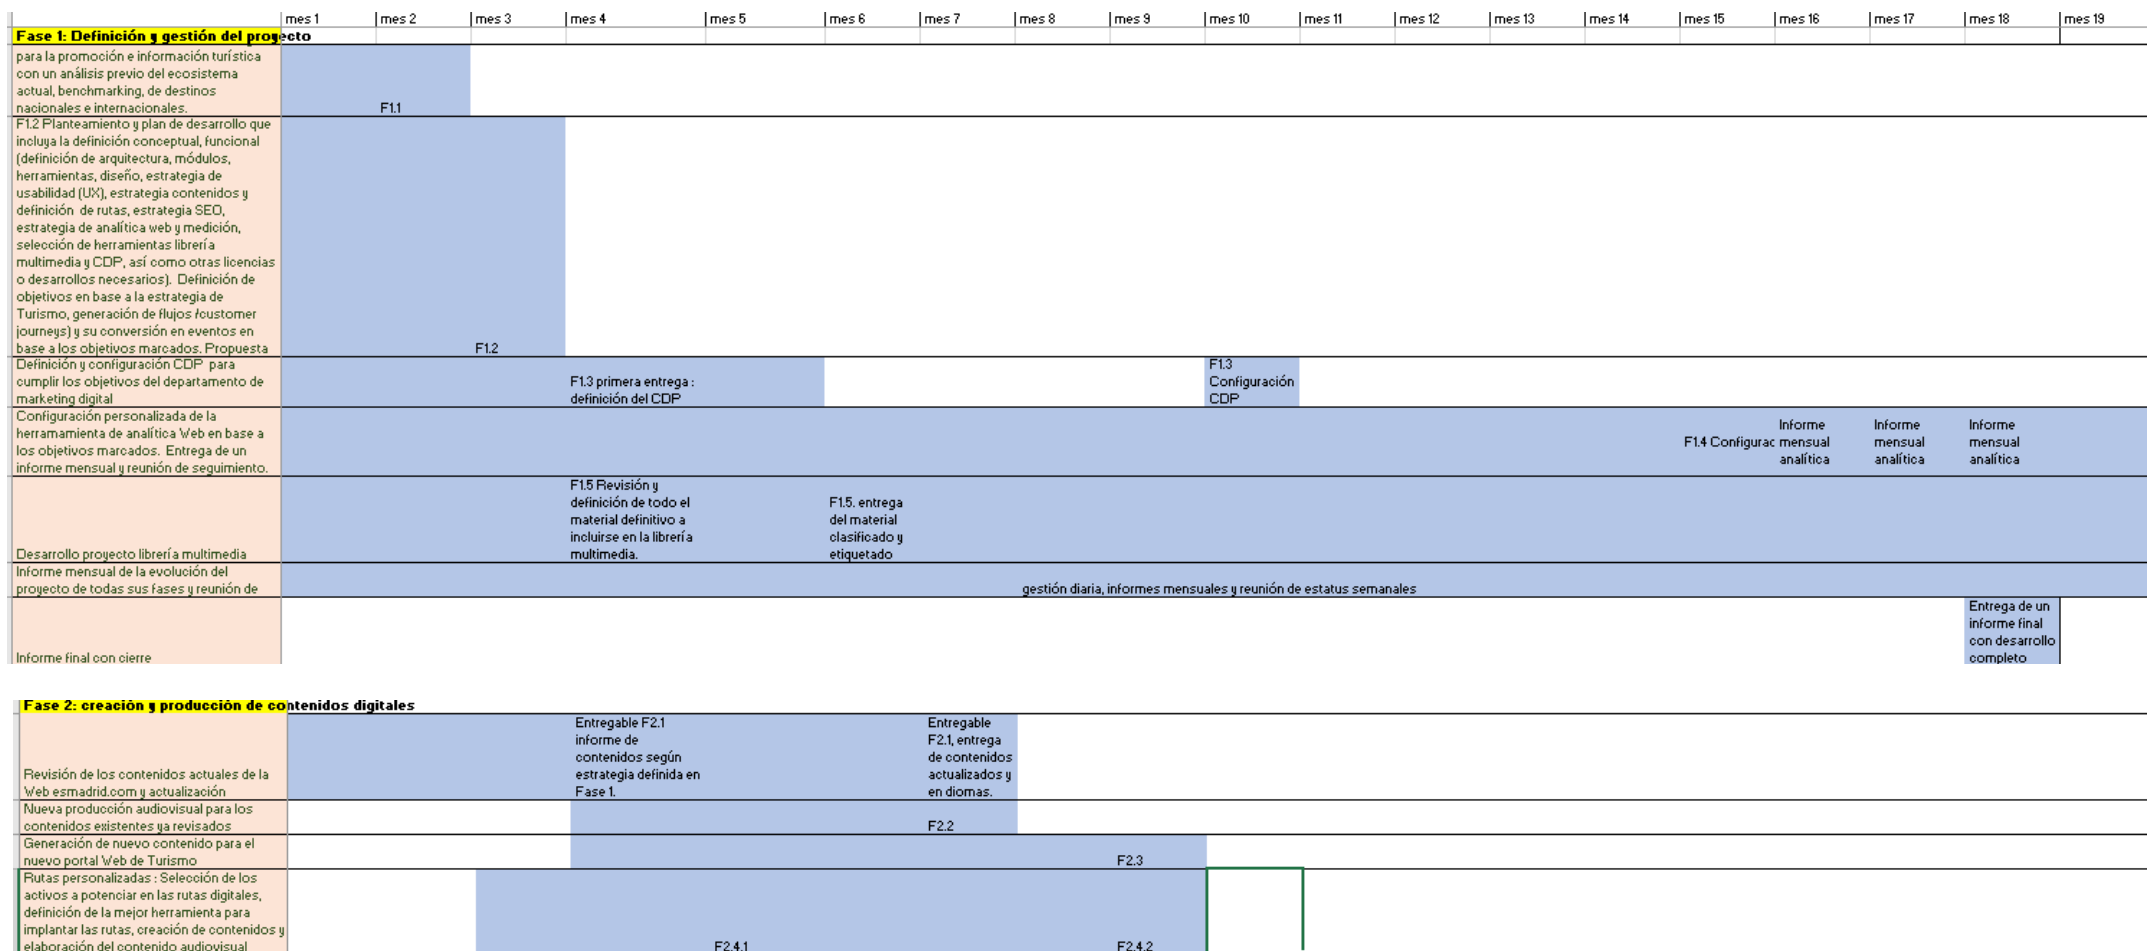 mes 1 mes 2 mes 3 mes 4 mes 5 mes 6 mes 7 mes 8 mes 9 mes 10 mes 11 mes 12 mes 13 mes 14 mes 15 mes 16 mes 17 mes 18 mes 19
Fase 1: Definición y gestión del proyecto
para la promoción e información turística
con un análisis previo del ecosistema
actual, benchmarking, de destinos
nacionales e internacionales.
F1.1
F1.2 Planteamiento y plan de desarrollo que
incluya la definición conceptual, funcional
(definición de arquitectura, módulos,
herramientas, diseño, estrategia de
usabilidad (UX), estrategia contenidos y
definición de rutas, estrategia SEO,
estrategia de analítica web y medición,
selección de herramientas librería
multimedia y CDP, así como otras licencias
o desarrollos necesarios). Definición de
objetivos en base a la estrategia de
Turismo, generación de flujos /customer
journeys) y su conversión en eventos en
base a los objetivos marcados. Propuesta
F1.2
Definición y configuración CDP para
cumplir los objetivos del departamento de
marketing digital
F1.3 primera entrega :
definición del CDP
F1.3
Configuración
CDP
Configuración personalizada de la
herramamienta de analítica Web en base a
los objetivos marcados. Entrega de un
informe mensual y reunión de seguimiento.
F1.4 Configurac
Informe
mensual
analítica
Informe
mensual
analítica
Informe
mensual
analítica
Desarrollo proyecto librería multimedia
F1.5 Revisión y
definición de todo el
material definitivo a
incluirse en la librería
multimedia.
F1.5. entrega
del material
clasificado y
etiquetado
Informe mensual de la evolución del
proyecto de todas sus fases y reunión de
gestión diaria, informes mensuales y reunión de estatus semanales
Informe final con cierre
Entrega de un
informe final
con desarrollo
completo
Fase 2: creación y producción de contenidos digitales
Revisión de los contenidos actuales de la
Web esmadrid.com y actualización
Entregable F2.1
informe de
contenidos según
estrategia definida en
Fase 1.
Entregable
F2.1, entrega
de contenidos
actualizados y
en diomas.
Nueva producción audiovisual para los
contenidos existentes ya revisados
F2.2
Generación de nuevo contenido para el
nuevo portal Web de Turismo
F2.3
Rutas personalizadas : Selección de los
activos a potenciar en las rutas digitales,
definición de la mejor herramienta para
implantar las rutas, creación de contenidos y
elaboración del contenido audiovisual
F2.4.1
F2.4.2